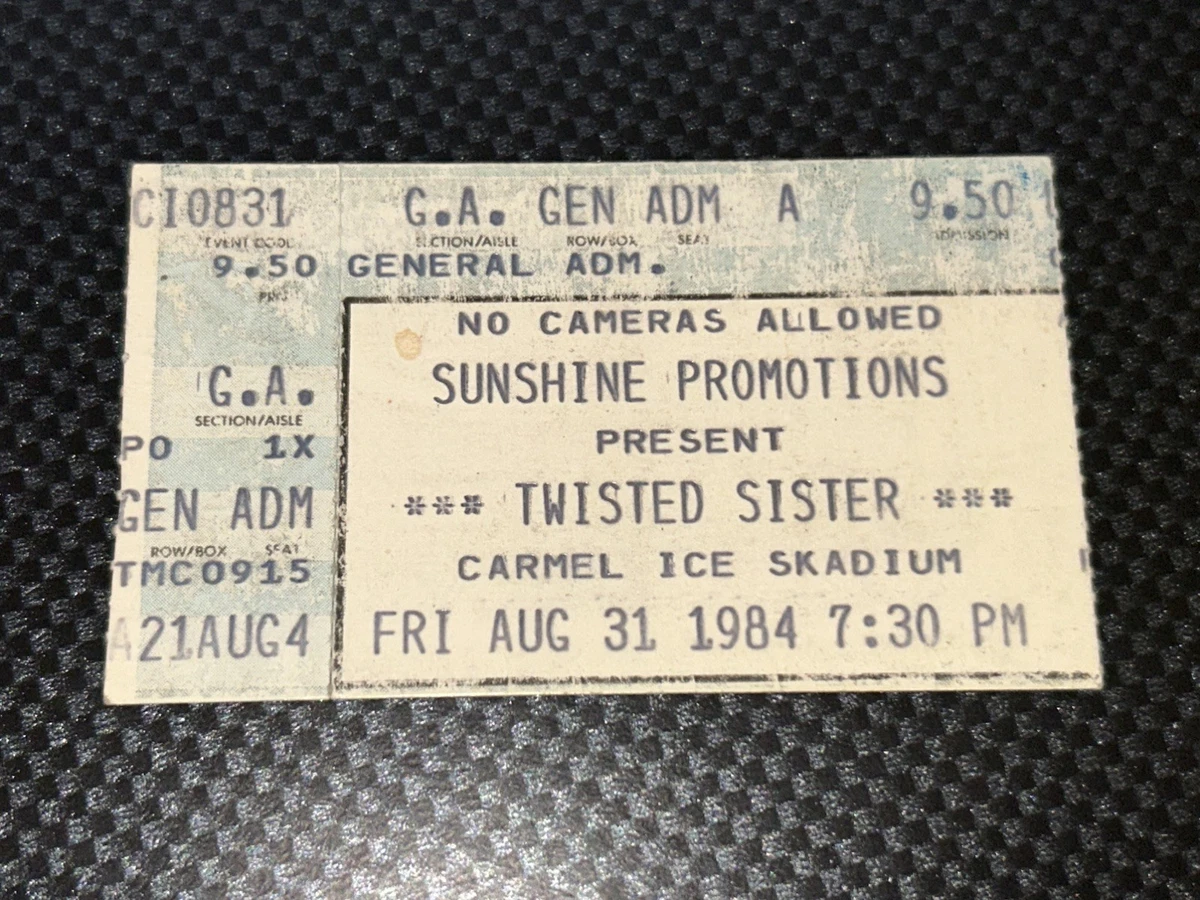 CI0831 G.A. GEN ADM A 9.50
EVENT CODE SECTION/AISLE ROW/BOX SEAT ADMISSION
9.50 GENERAL ADM.
PRICE
NO CAMERAS ALLOWED
SUNSHINE PROMOTIONS
G.A.
SECTION/AISLE
PO 1X
PRESENT
GEN ADM
*** TWISTED SISTER ***
ROW/BOX SEAT
TMC0915
CARMEL ICE SKADIUM
A21AUG4
FRI AUG 31 1984 7:30 PM